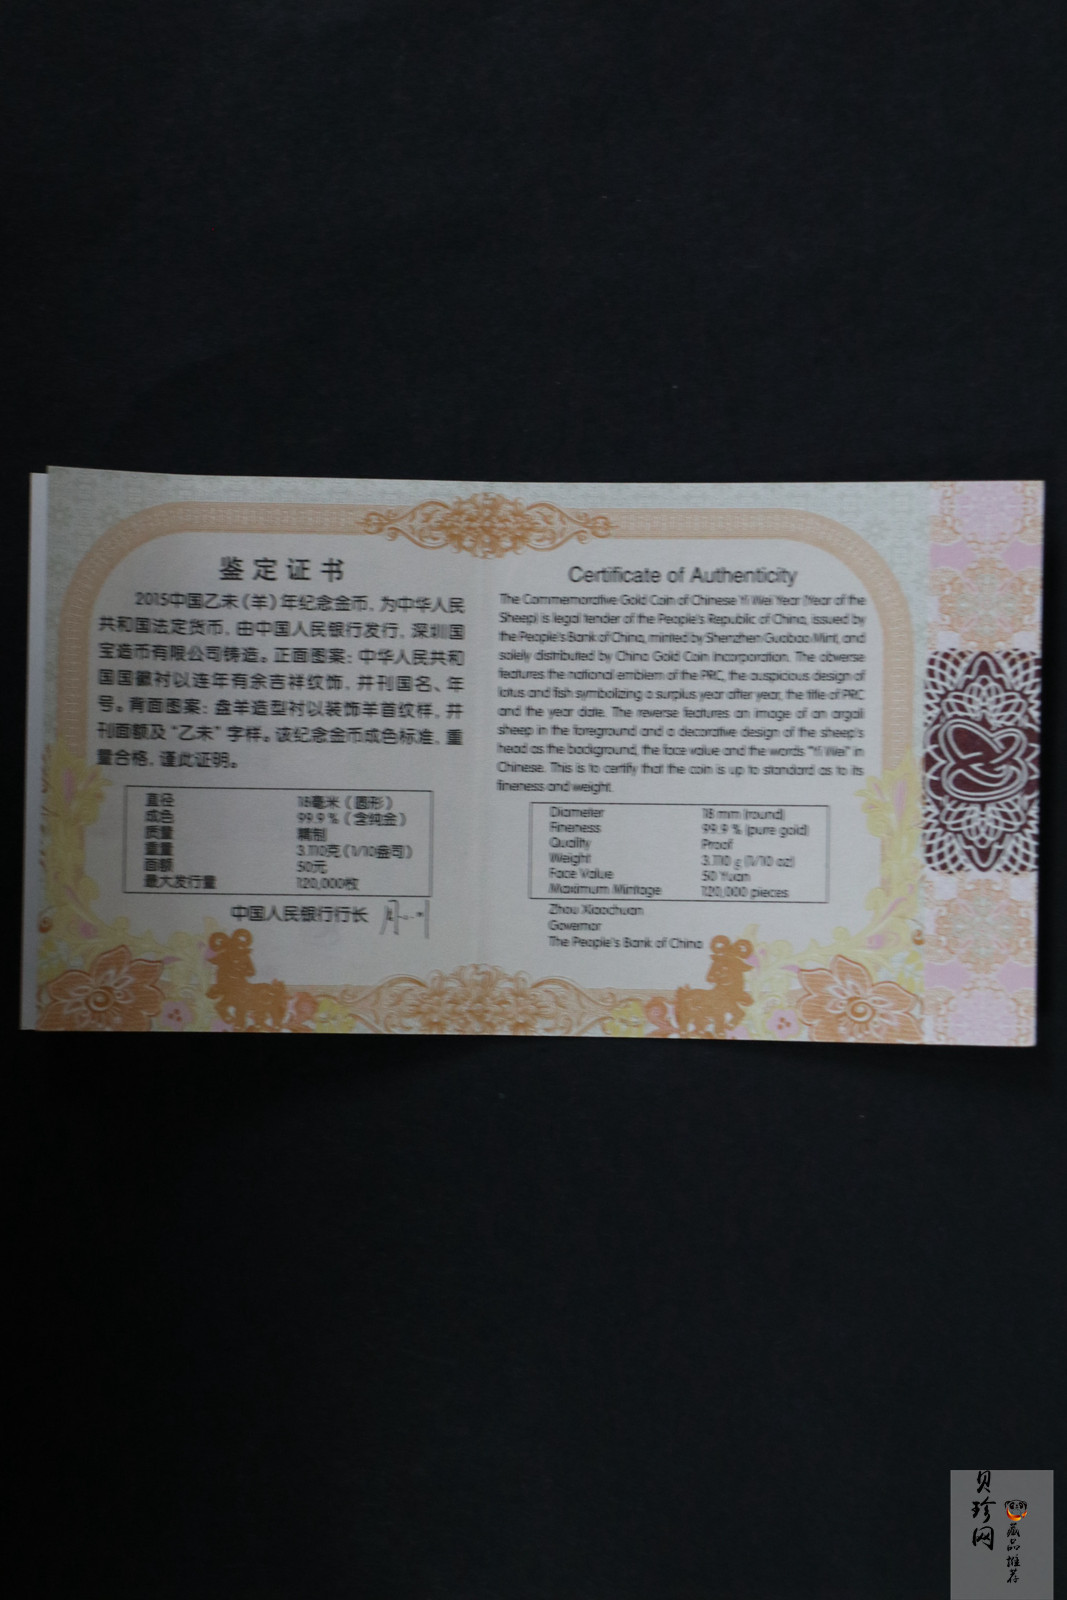 鉴定证书
2015中国乙未（羊）年纪念金币，为中华人民
共和国法定货币，由中国人民银行发行，深圳国
宝造币有限公司铸造。正面图案：中华人民共和
国国徽衬以连年有余吉祥纹饰，并刊国名、年
号。背面图案：盘羊造型衬以装饰羊首纹样，并
刊面额及“乙未”字样。该纪念金币成色标准，重
量合格，谨此证明。
直径 18毫米（圆形）
成色 99.9％（含纯金）
质量 精制
重量 3.110克（1/10盎司）
面额 50元
最大发行量 120,000枚
中国人民银行行长
Certificate of Authenticity
The Commemorative Gold Coin of Chinese Yi Wei Year (Year of the
Sheep) is legal tender of the People's Republic of China, issued by
the People's Bank of China, minted by Shenzhen Guobao Mint, and
solely distributed by China Gold Coin Incorporation. The obverse
features the national emblem of the PRC, the auspicious design of
lotus and fish symbolizing a surplus year after year, the title of PRC
and the year date. The reverse features an image of an argali
sheep in the foreground and a decorative design of the sheep's
head as the background, the face value and the words "Yi Wei" in
Chinese. This is to certify that the coin is up to standard as to its
fineness and weight.
Diameter 18 mm (round)
Fineness 99.9 % (pure gold)
Quality Proof
Weight 3.110 g (1/10 oz)
Face Value 50 Yuan
Maximum Mintage 120,000 pieces
Zhou Xiaochuan
Governor
The People's Bank of China
贝珍网
藏品推荐